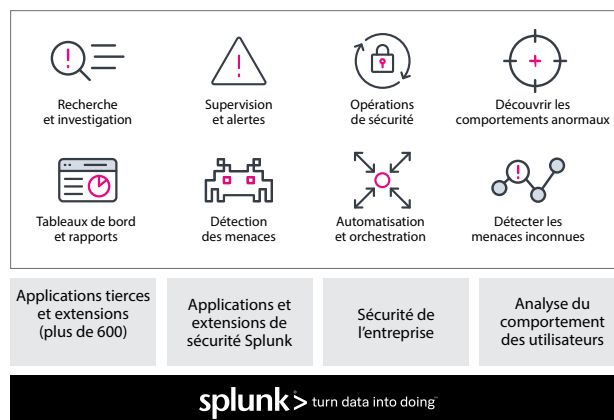 Recherche
et investigation
Supervision
et alertes
Opérations
de sécurité
Découvrir les
comportements anormaux
Tableaux de bord
et rapports
Détection
des menaces
Automatisation
et orchestration
Détecter les
menaces inconnues
Applications tierces
et extensions
(plus de 600)
Applications et
extensions de
sécurité Splunk
Sécurité de
l'entreprise
Analyse du
comportement
des utilisateurs
splunk> turn data into doing